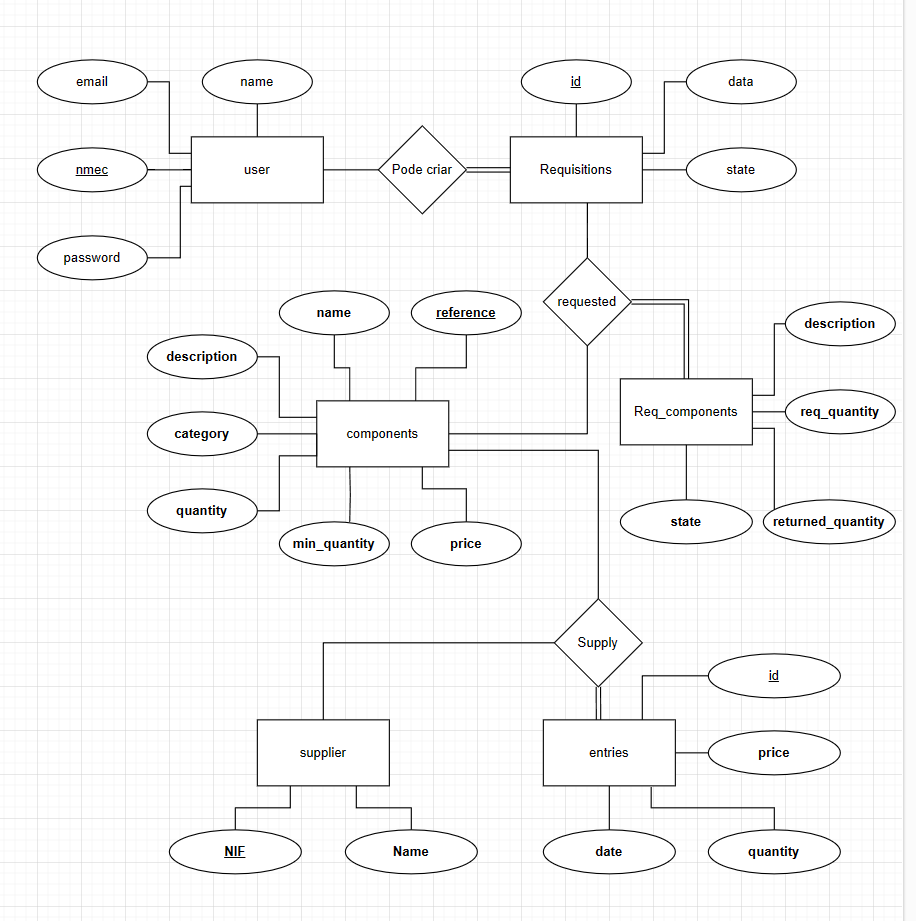 email
name
id
data
nmec
user
Pode criar
Requisitions
state
password
requested
name
reference
description
description
category
components
Req_components
req_quantity
quantity
min_quantity
price
state
returned_quantity
Supply
id
supplier
entries
price
NIF
Name
date
quantity